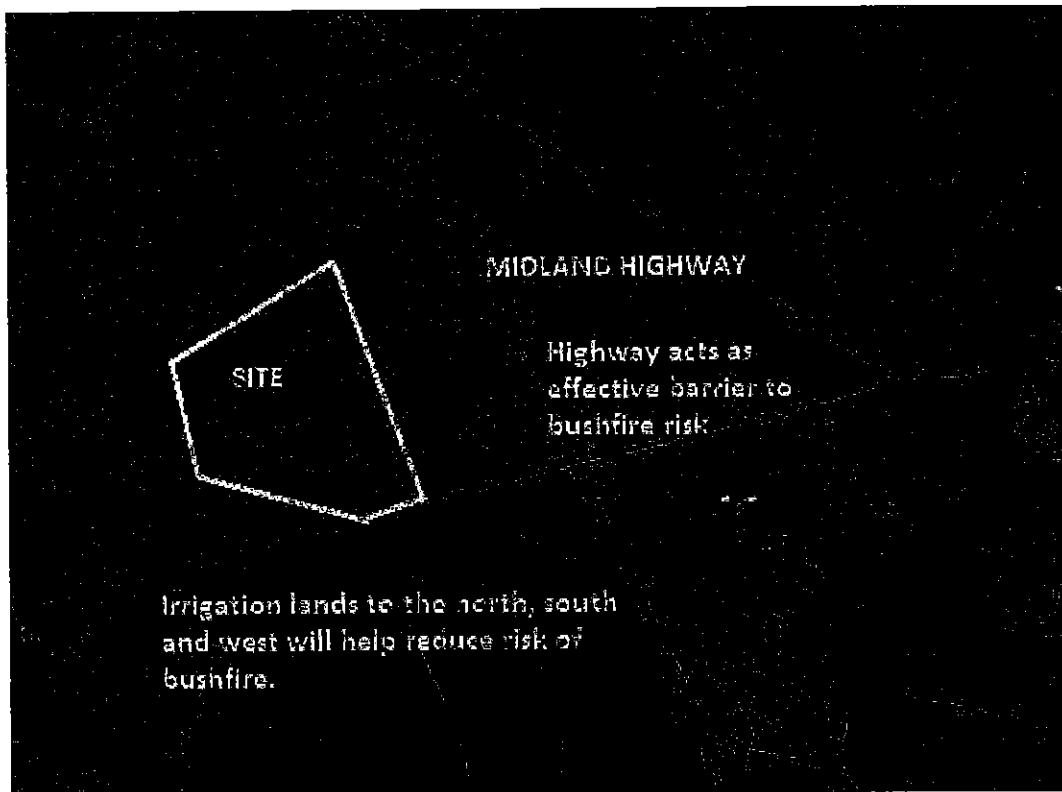 MIDLAND HIGHWAY
Highway acts as
effective barrier to
bushfire risk
SITE
Irrigation lands to the north, south
and west will help reduce risk of
bushfire.